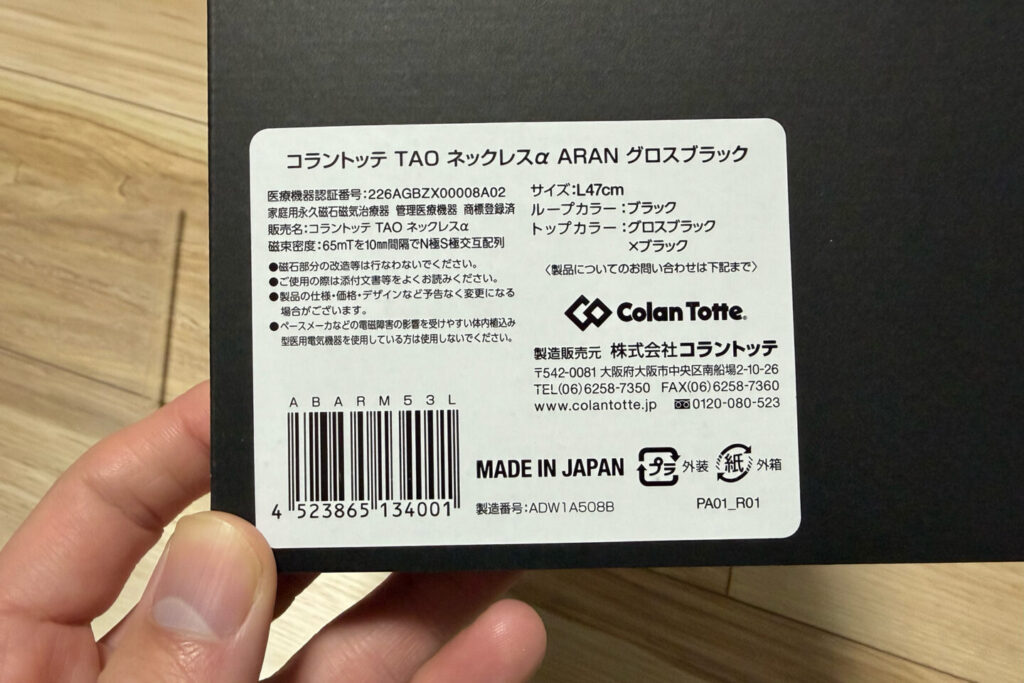 コラントッテ TAO ネックレスα ARAN グロスブラック
医療機器認証番号:226AGBZX00008A02
家庭用永久磁石磁気治療器 管理医療機器 商標登録済
販売名:コラントッテ TAO ネックレスα
磁束密度:65mTを10mm間隔でN極S極交互配列
●磁石部分の改造等は行なわないでください。
●ご使用の際は添付文書等をよくお読みください。
●製品の仕様・価格・デザインなど予告なく変更になる
場合がございます。
●ペースメーカなどの電磁障害の影響を受けやすい体内植込み
型医用電気機器を使用している方は使用しないでください。
サイズ:L47cm
ループカラー:ブラック
トップカラー:グロスブラック
×ブラック
〈製品についてのお問い合わせは下記まで〉
Colan Totte®
製造販売元 株式会社コラントッテ
〒542-0081 大阪府大阪市中央区南船場2-10-26
TEL(06)6258-7350 FAX(06)6258-7360
www.colantotte.jp 0120-080-523
ABARM53L
4 523865 134001
MADE IN JAPAN
プラ 外装
紙 外箱
製造番号:ADW1A508B
PA01_R01